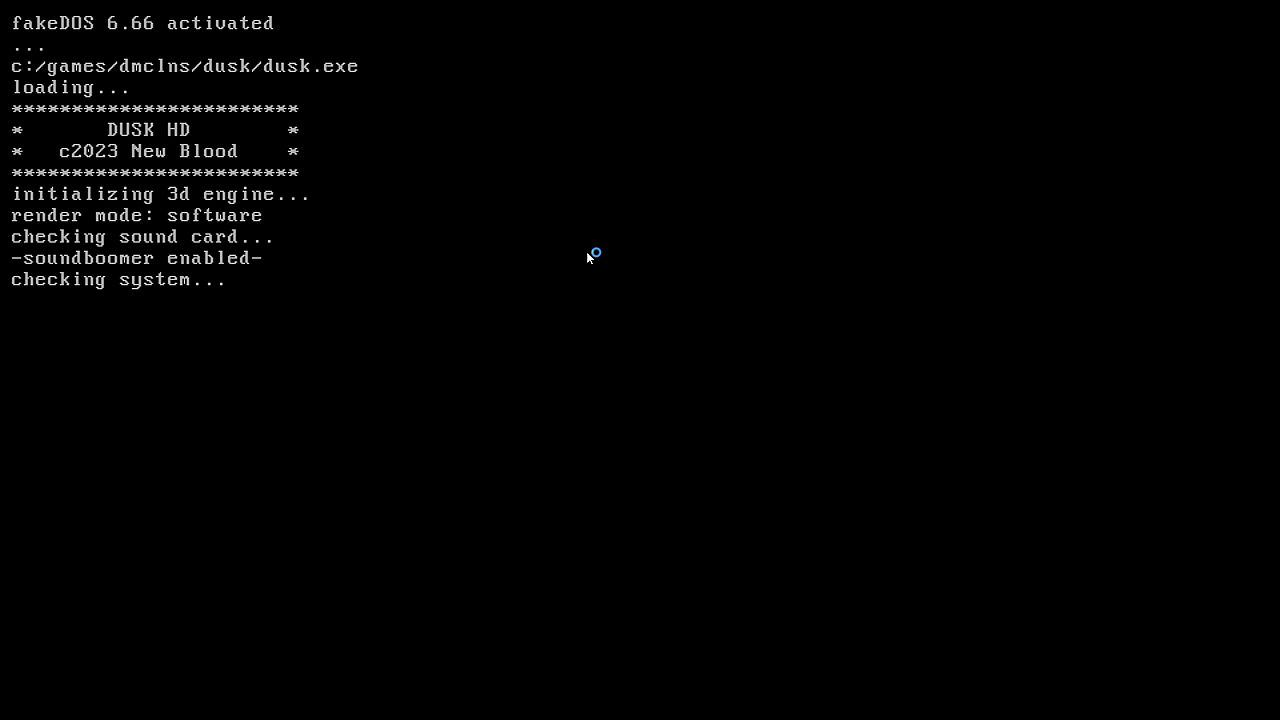 fakeDOS 6.66 activated
...
c:/games/dmclns/dusk/dusk.exe
loading...
************************
*       DUSK HD        *
*   c2023 New Blood    *
************************
initializing 3d engine...
render mode: software
checking sound card...
-soundboomer enabled-
checking system...